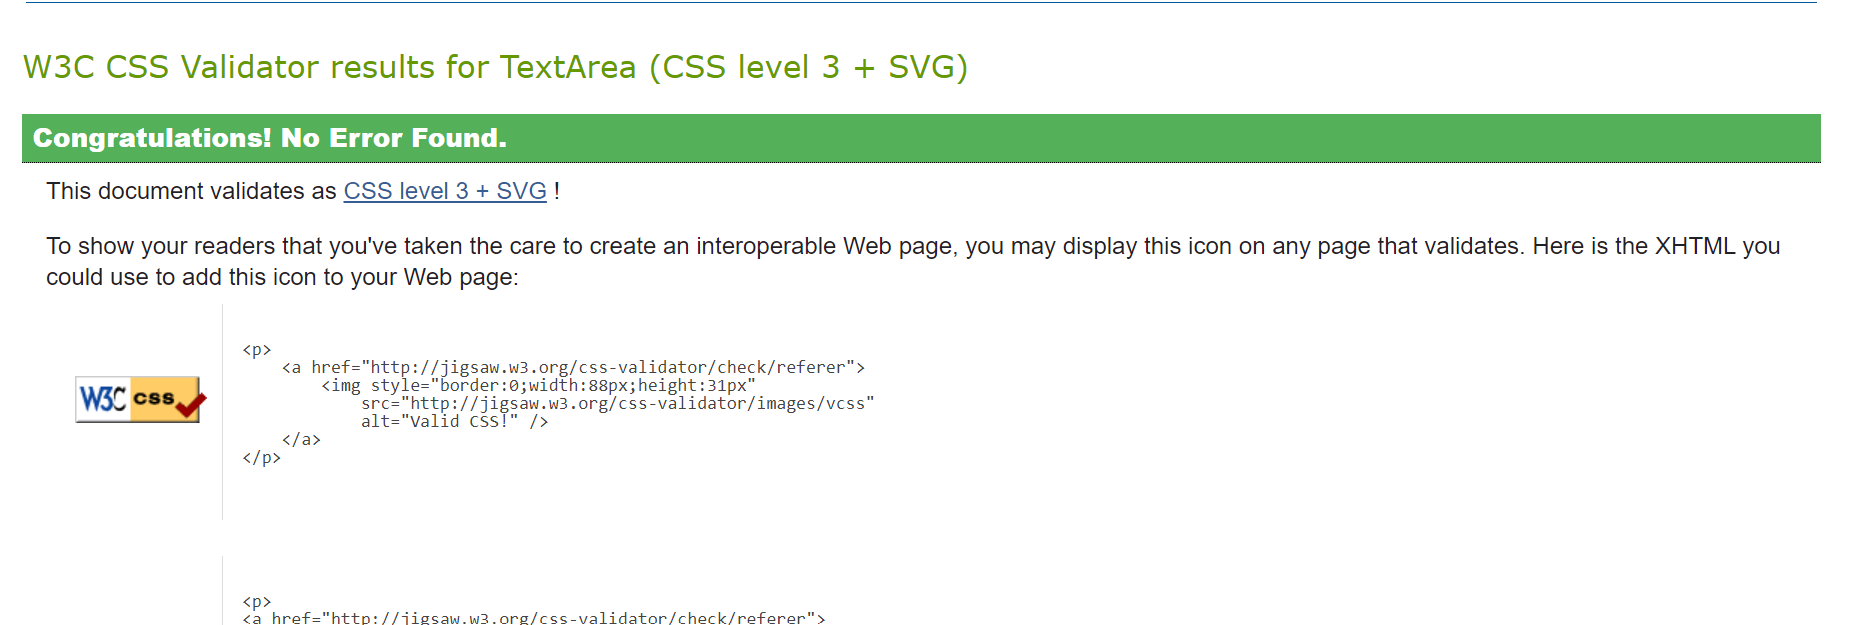 W3C CSS Validator results for TextArea (CSS level 3 + SVG)
Congratulations! No Error Found.
This document validates as CSS level 3 + SVG !
To show your readers that you've taken the care to create an interoperable Web page, you may display this icon on any page that validates. Here is the XHTML you
could use to add this icon to your Web page:
<p>
<a href="http://jigsaw.w3.org/css-validator/check/referer">
<img style="border:0;width:88px;height:31px"
src="http://jigsaw.w3.org/css-validator/images/vcss"
alt="Valid CSS!" />
</a>
</p>
W3C css
<p>
<a href="http://jigsaw.w3.org/css-validator/check/referer">